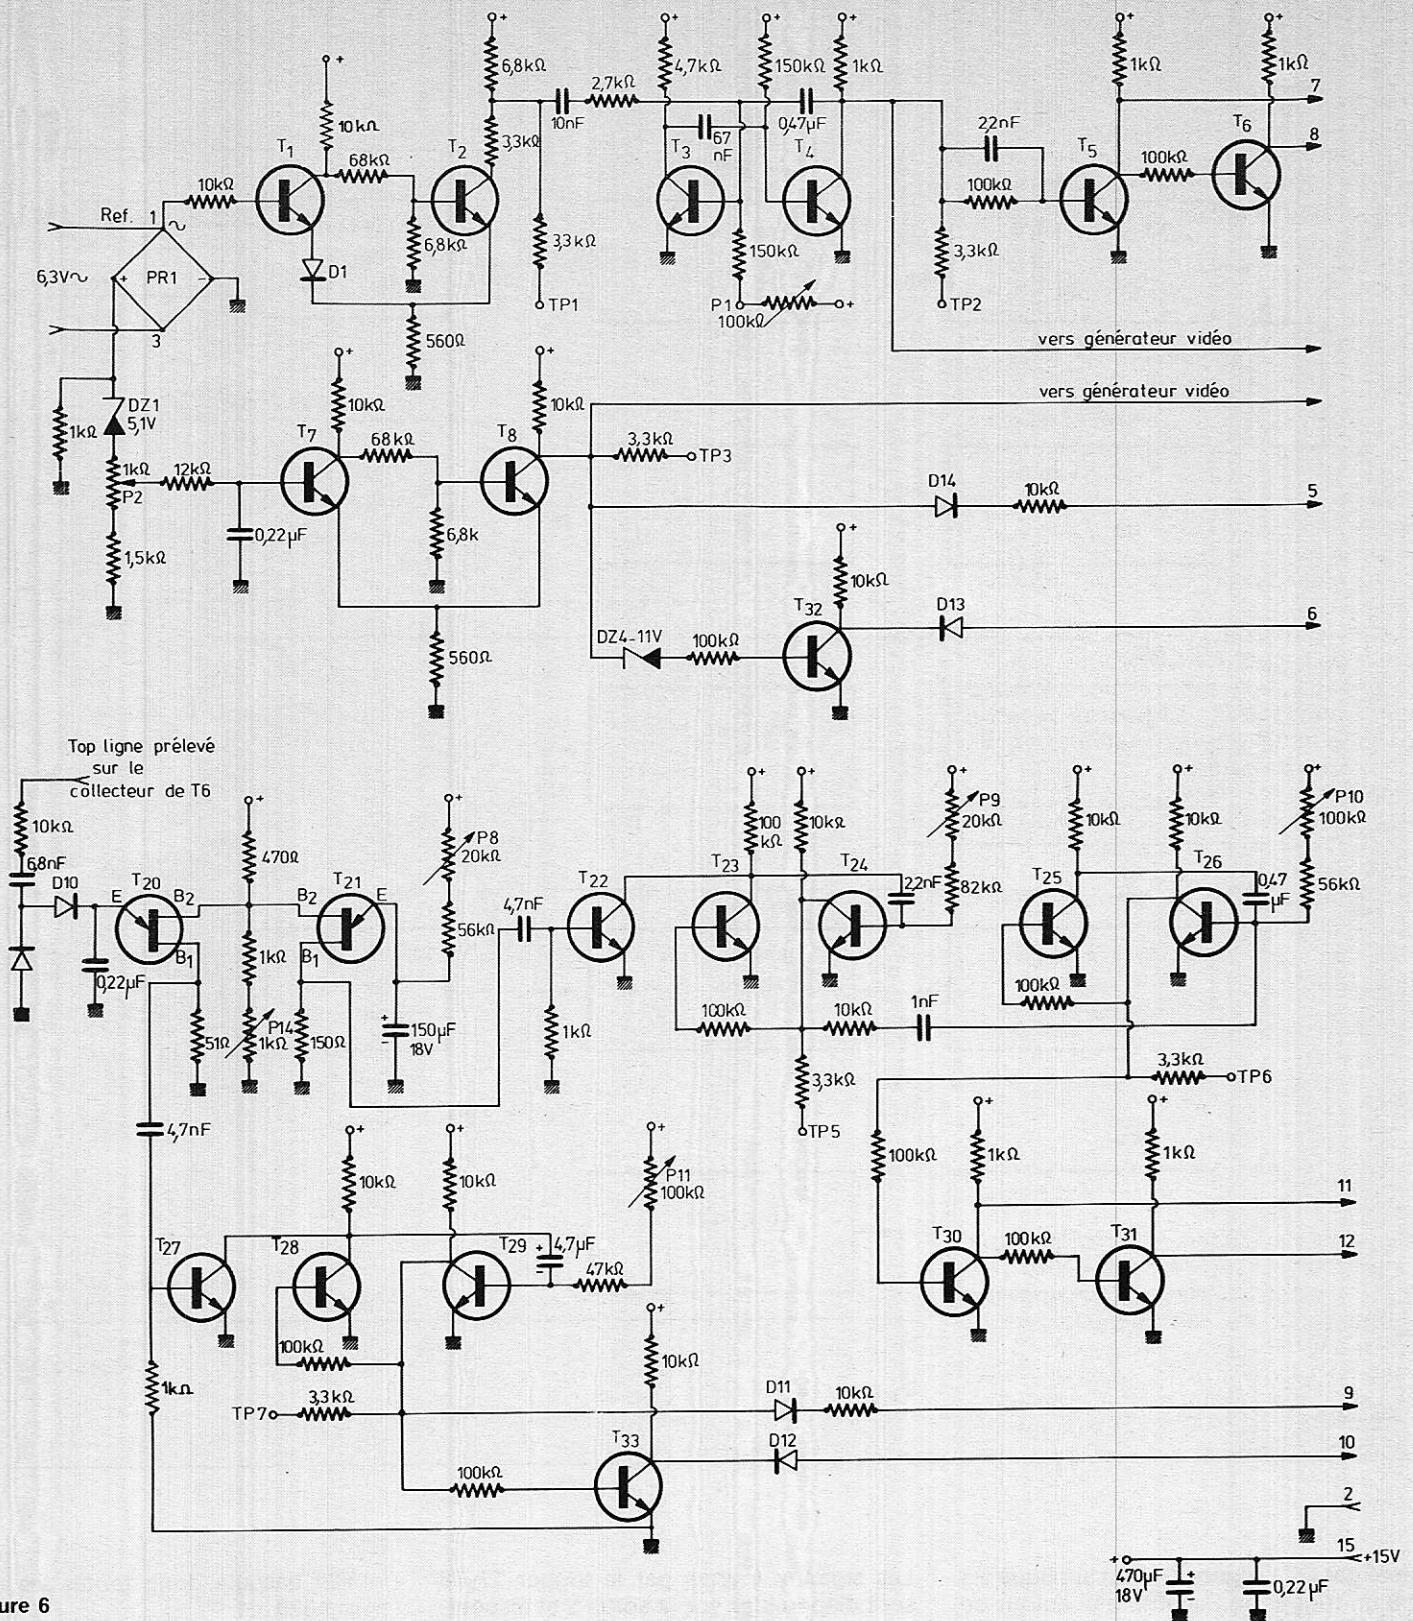 +
+
+
+
+
+
+
+
6,8kΩ
4,7kΩ
150kΩ
1kΩ
1kΩ
1kΩ
10kΩ
2,7kΩ
10nF
0,47µF
7
T1
68kΩ
T2
3,3kΩ
67
nF
T3
T4
22nF
T5
T6
8
10kΩ
100kΩ
100kΩ
Ref.
1
~
6,8kΩ
3,3kΩ
150kΩ
3,3kΩ
6,3V~
+
PR1
-
D1
TP1
P1
+
100kΩ
TP2
3
560Ω
vers générateur vidéo
+
+
vers générateur vidéo
DZ1
5,1V
10kΩ
10kΩ
1kΩ
T7
68kΩ
T8
3,3kΩ
TP3
1kΩ
P2
12kΩ
D14
10kΩ
5
0,22µF
6,8k
+
1,5kΩ
10kΩ
T32
D13
6
DZ4-11V
100kΩ
560Ω
Top ligne prélevé
sur le
collecteur de T6
+
+
+
+
+
+
+
+
10kΩ
470Ω
P8
20kΩ
100
kΩ
10kΩ
P9
20kΩ
10kΩ
10kΩ
P10
100kΩ
68nF
D10
T20
T21
T22
T23
T24
22nF
82kΩ
T25
T26
0,47
µF
56kΩ
E
B2
B2
E
4,7nF
56kΩ
B1
1kΩ
B1
0,22µF
100kΩ
51Ω
P14
1kΩ
150Ω
+
-
150µF
18V
1kΩ
100kΩ
10kΩ
1nF
3,3kΩ
3,3kΩ
TP6
4,7nF
+
+
+
TP5
+
+
10kΩ
10kΩ
P11
100kΩ
100kΩ
1kΩ
1kΩ
11
T27
T28
T29
+
-
4,7µF
47kΩ
T30
100kΩ
T31
12
+
100kΩ
10kΩ
1kΩ
3,3kΩ
TP7
D11
10kΩ
9
T33
D12
10
100kΩ
2
15
+15V
+
470µF
18V
+
-
0,22µF
ure 6